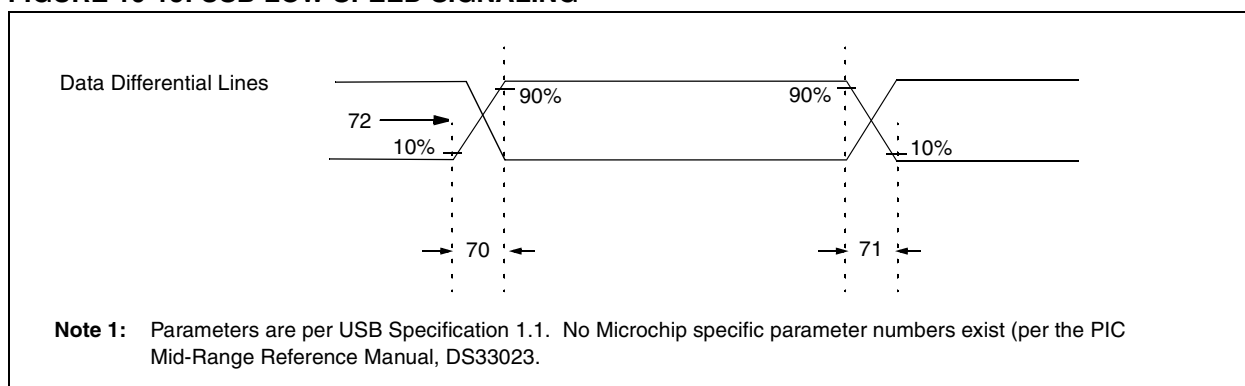 Data Differential Lines
90%
90%
72
10%
10%
70
71
Note 1: Parameters are per USB Specification 1.1. No Microchip specific parameter numbers exist (per the PIC
Mid-Range Reference Manual, DS33023.